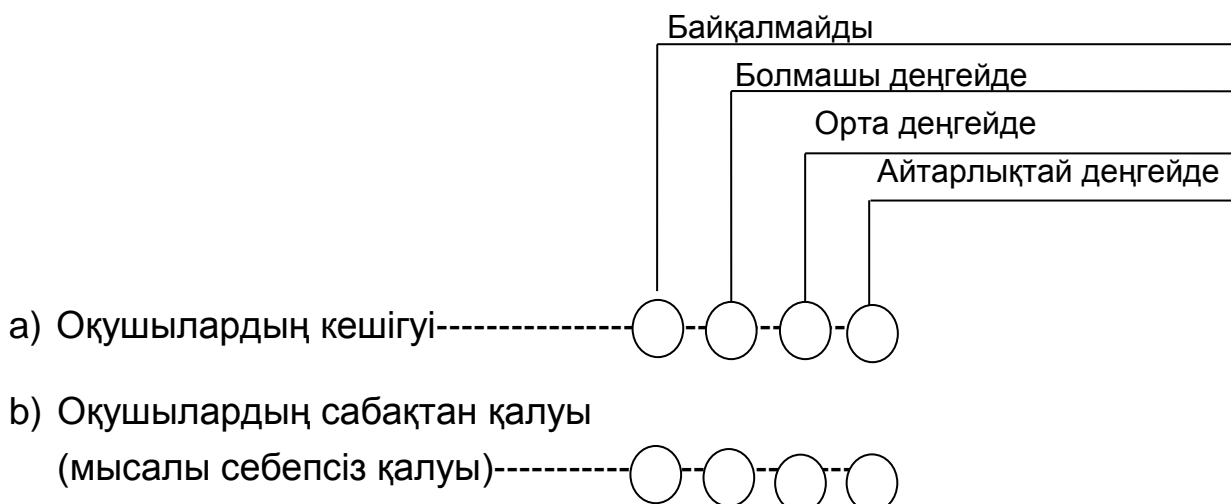 Байқалмайды
Болмашы деңгейде
Орта деңгейде
Айтарлықтай деңгейде
a) Оқушылардың кешігуі
b) Оқушылардың сабақтан қалуы
(мысалы себепсіз қалуы)